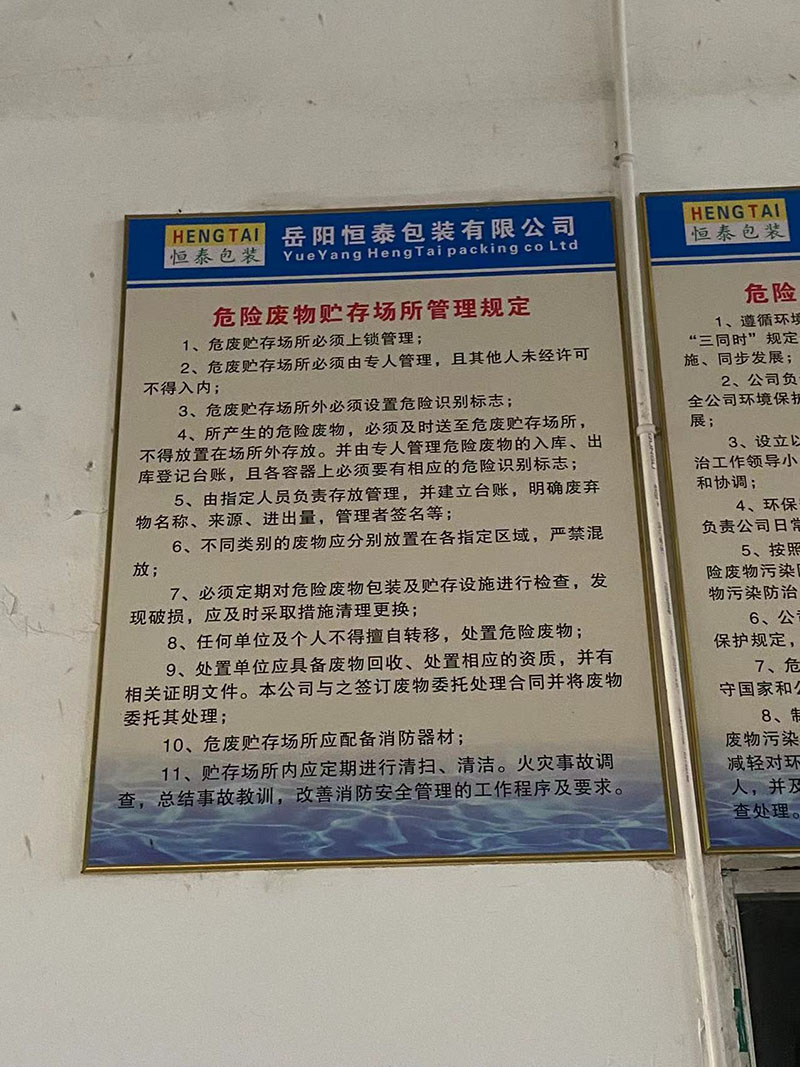 HENGTAI
恒泰包装
岳阳恒泰包装有限公司
YueYang HengTai packing co Ltd
危险废物贮存场所管理规定
1、危废贮存场所必须上锁管理；
2、危废贮存场所必须由专人管理，且其他人未经许可
不得入内；
3、危废贮存场所外必须设置危险识别标志；
4、所产生的危险废物，必须及时送至危废贮存场所，
不得放置在场所外存放。并由专人管理危险废物的入库、出
库登记台账，且各容器上必须要有相应的危险识别标志；
5、由指定人员负责存放管理，并建立台账，明确废弃
物名称、来源、进出量，管理者签名等；
6、不同类别的废物应分别放置在各指定区域，严禁混
放；
7、必须定期对危险废物包装及贮存设施进行检查，发
现破损，应及时采取措施清理更换；
8、任何单位及个人不得擅自转移，处置危险废物；
9、处置单位应具备废物回收、处置相应的资质，并有
相关证明文件。本公司与之签订废物委托处理合同并将废物
委托其处理；
10、危废贮存场所应配备消防器材；
11、贮存场所内应定期进行清扫、清洁。火灾事故调
查，总结事故教训，改善消防安全管理的工作程序及要求。
HENGTAI
恒泰包装
危险
1、遵循环境
“三同时”规定
施、同步发展；
2、公司负
全公司环境保护
展；
3、设立以
治工作领导小
和协调；
4、环保
负责公司日常
5、按照
险废物污染
物污染防治
6、公司
保护规定，
7、危
守国家和公
8、制
废物污染
减轻对环
人，并及
查处理。